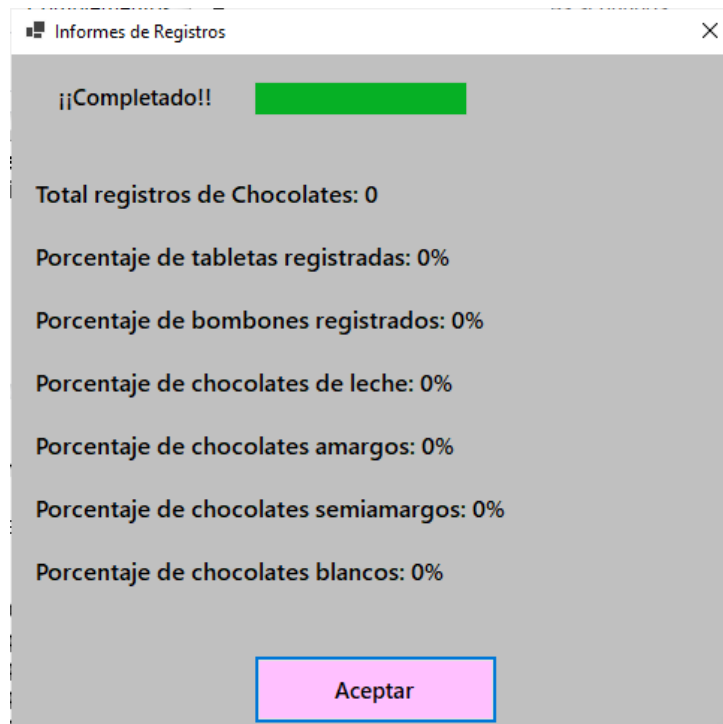 Informes de Registros
¡¡Completado!!
Total registros de Chocolates: 0
Porcentaje de tabletas registradas: 0%
Porcentaje de bombones registrados: 0%
Porcentaje de chocolates de leche: 0%
Porcentaje de chocolates amargos: 0%
Porcentaje de chocolates semiamargos: 0%
Porcentaje de chocolates blancos: 0%
Aceptar